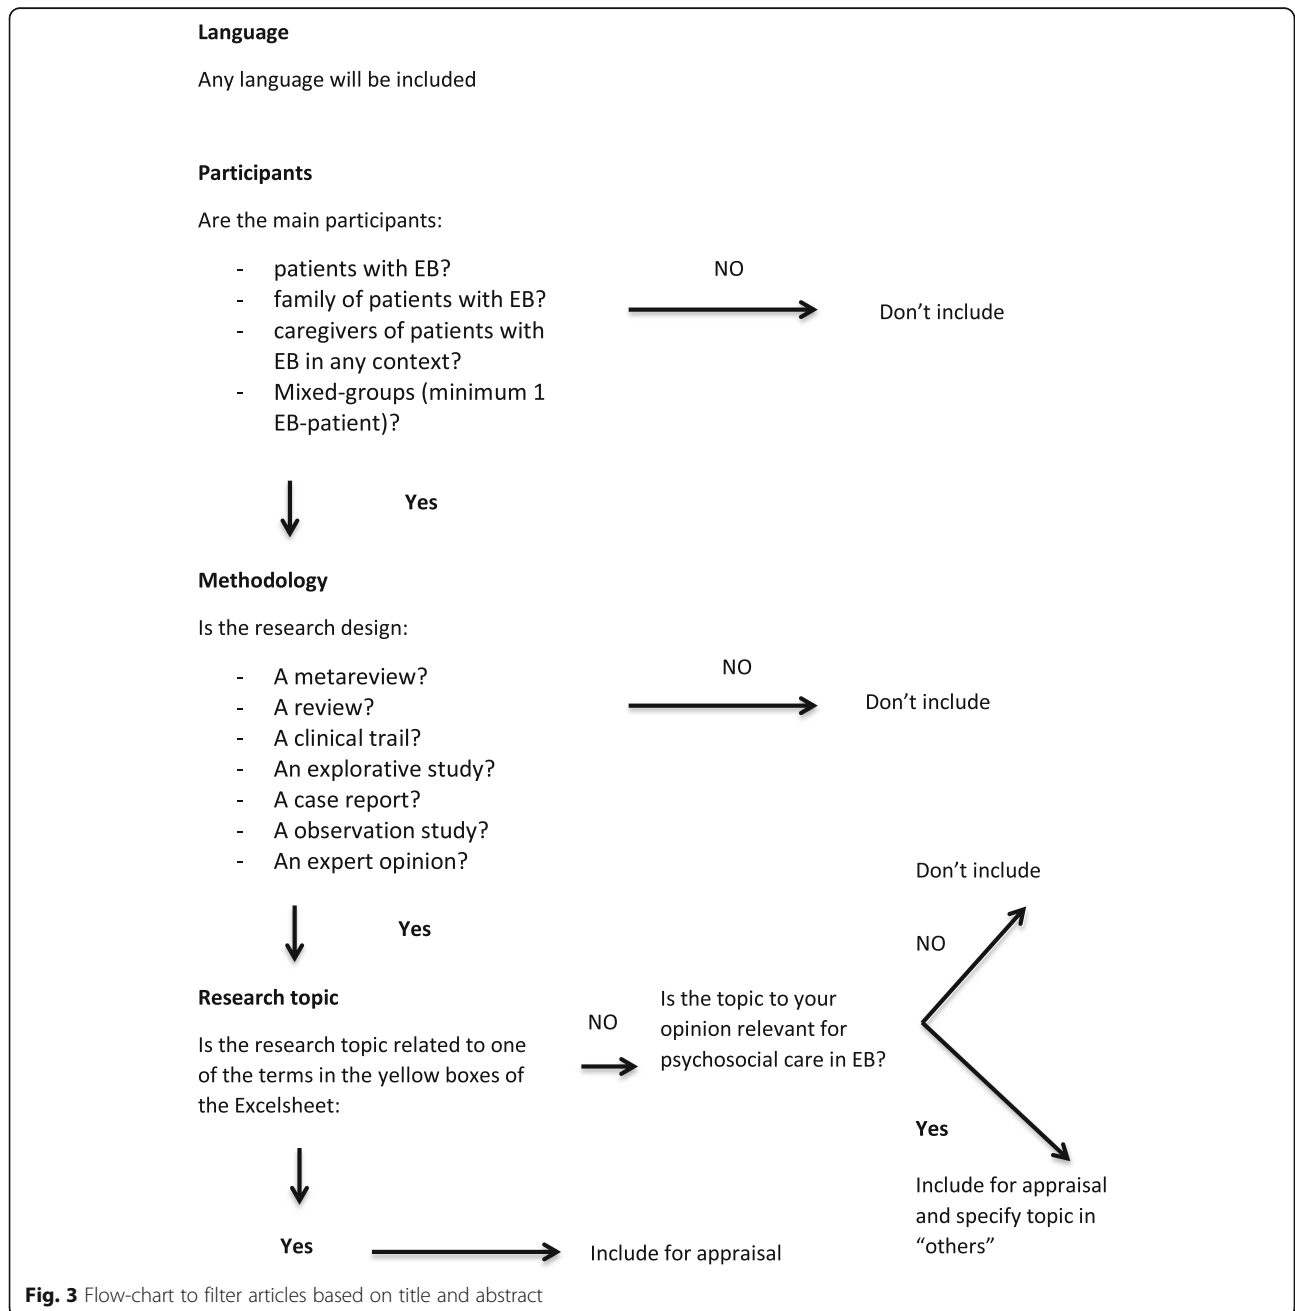 Language
Any language will be included
Participants
Are the main participants:
- patients with EB?
- family of patients with EB?
- caregivers of patients with
EB in any context?
- Mixed-groups (minimum 1
EB-patient)?
NO
Don’t include
Yes
Methodology
Is the research design:
- A metareview?
- A review?
- A clinical trail?
- An explorative study?
- A case report?
- A observation study?
- An expert opinion?
NO
Don’t include
Yes
Research topic
Is the research topic related to one
of the terms in the yellow boxes of
the Excelsheet:
NO
Is the topic to your
opinion relevant for
psychosocial care in EB?
Don’t include
NO
Yes
Include for appraisal
and specify topic in
“others”
Yes
Include for appraisal
Fig. 3 Flow-chart to filter articles based on title and abstract